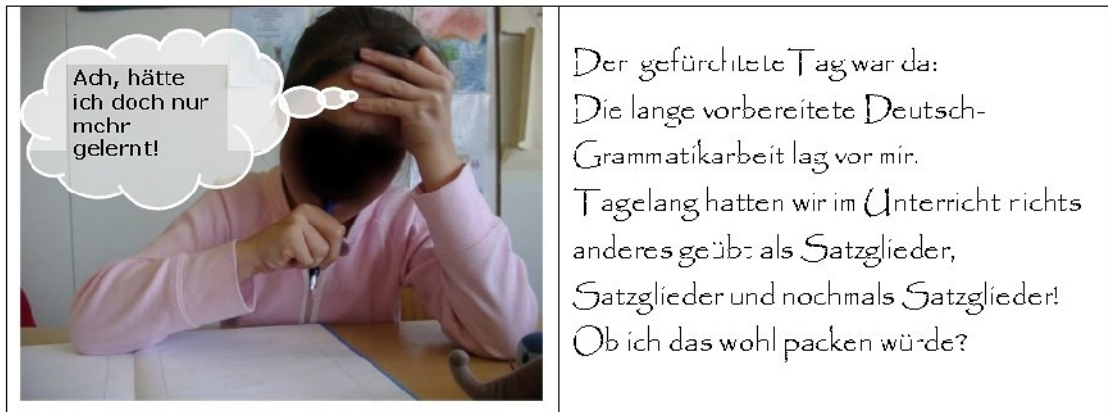 Ach, hätte
ich doch nur
mehr
gelernt!
Der gefürchtete Tag war da:
Die lange vorbereitete Deutsch-
Grammatikarbeit lag vor mir.
Tagelang hatten wir im Unterricht nichts
anderes geübt als Satzglieder,
Satzglieder und nochmals Satzglieder!
Ob ich das wohl packen würde?